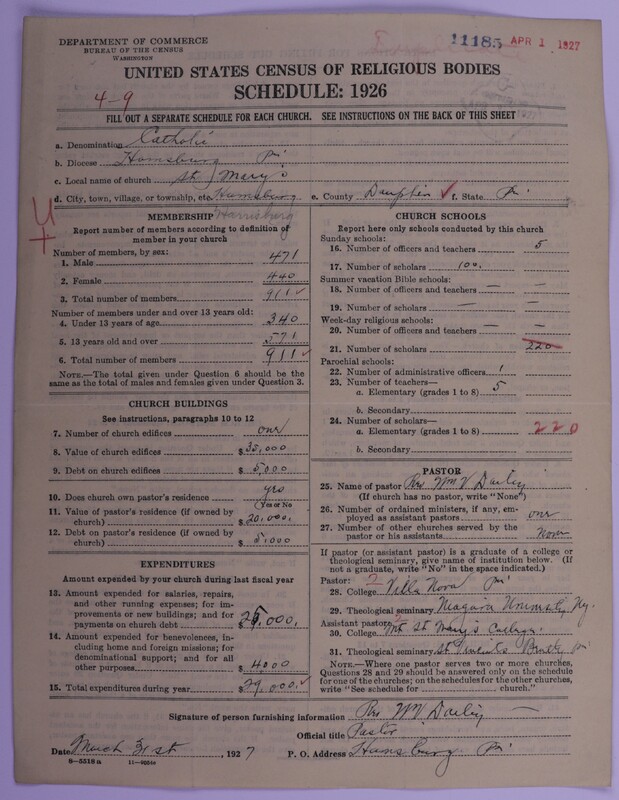 DEPARTMENT OF COMMERCE
BUREAU OF THE CENSUS
WASHINGTON
11185 APR 1 1927
UNITED STATES CENSUS OF RELIGIOUS BODIES
SCHEDULE: 1926
4-9
FILL OUT A SEPARATE SCHEDULE FOR EACH CHURCH. SEE INSTRUCTIONS ON THE BACK OF THIS SHEET
a. Denomination Catholic
b. Diocese Harrisburg Pa
c. Local name of church St Mary's
d. City, town, village, or township, etc. Harrisburg e. County Dauphin f. State Pa
Harrisburg
MEMBERSHIP
Report number of members according to definition of
member in your church
Number of members, by sex:
1. Male 471
2. Female 440
3. Total number of members 911
Number of members under and over 13 years old:
4. Under 13 years of age 340
5. 13 years old and over 571
6. Total number of members 911
NOTE.—The total given under Question 6 should be
the same as the total of males and females given under Question 3.
CHURCH BUILDINGS
See instructions, paragraphs 10 to 12
7. Number of church edifices one
8. Value of church edifices $35,000
9. Debt on church edifices $5,000
10. Does church own pastor's residence yes
(Yes or No)
11. Value of pastor's residence (if owned by
church) $20,000.
12. Debt on pastor's residence (if owned by
church) $5,000
EXPENDITURES
Amount expended by your church during last fiscal year
13. Amount expended for salaries, repairs,
and other running expenses; for im-
provements or new buildings; and for
payments on church debt $25,000.
14. Amount expended for benevolences,
including home and foreign missions; for
denominational support; and for all
other purposes $4000
15. Total expenditures during year $29,000.
CHURCH SCHOOLS
Report here only schools conducted by this church
Sunday schools:
16. Number of officers and teachers 5
17. Number of scholars 100.
Summer vacation Bible schools:
18. Number of officers and teachers — —
19. Number of scholars — —
Week-day religious schools:
20. Number of officers and teachers — —
21. Number of scholars 220
Parochial schools:
22. Number of administrative officers 1
23. Number of teachers—
a. Elementary (grades 1 to 8) 5
b. Secondary
24. Number of scholars—
a. Elementary (grades 1 to 8) 220
b. Secondary
PASTOR
25. Name of pastor Rev Wm V Dailey
(If church has no pastor, write "None")
26. Number of ordained ministers, if any, em-
ployed as assistant pastors one
27. Number of other churches served by the
pastor or his assistants none
If pastor (or assistant pastor) is a graduate of a college or
theological seminary, give name of institution below. (If
not a graduate, write "No" in the space indicated.)
Pastor: 2
28. College Villa Nova Pa
29. Theological seminary Niagara University Ny.
Assistant pastor:
30. College Mt St Mary's College
31. Theological seminary St Vincents Beatty Pa
NOTE.—Where one pastor serves two or more churches,
Questions 28 and 29 should be answered only on the schedule
for one of the churches; on the schedules for the other churches,
write "See schedule for church."
Signature of person furnishing information Rev Wm V Dailey
Official title Pastor
Date March 31st, 1927 P. O. Address Harrisburg Pa
8—5518a